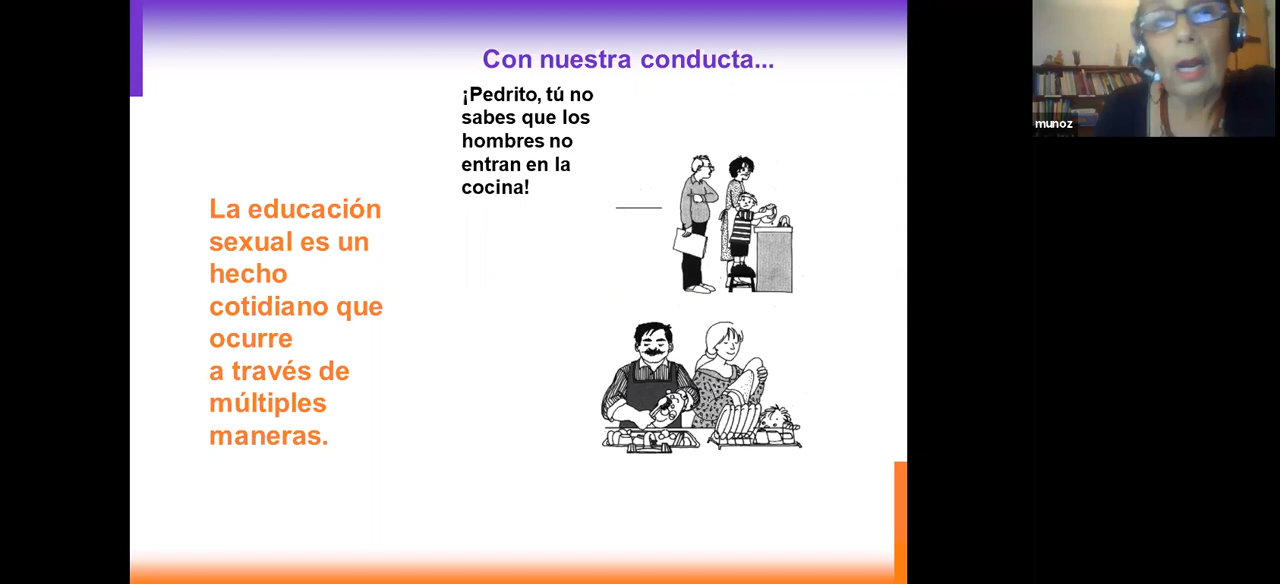 Con nuestra conducta...
¡Pedrito, tú no
sabes que los
hombres no
entran en la
cocina!
La educación
sexual es un
hecho
cotidiano que
ocurre
a través de
múltiples
maneras.
munoz